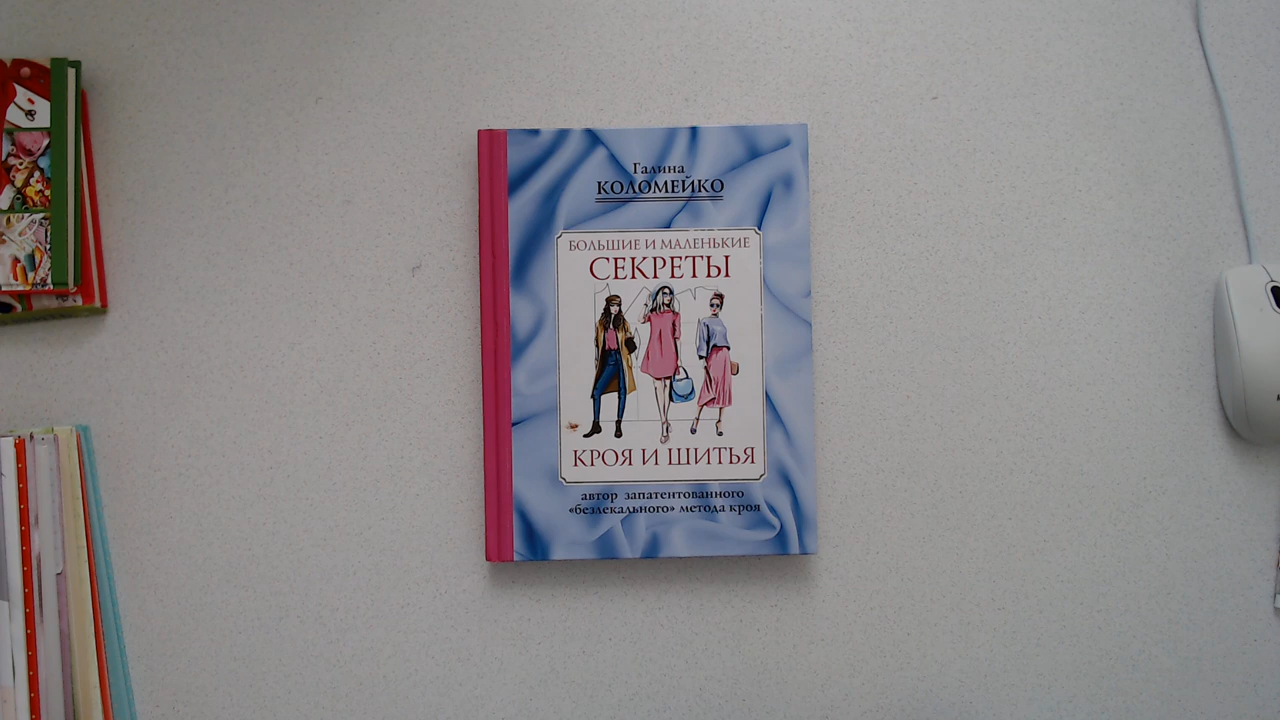 Галина
КОЛОМЕЙКО
БОЛЬШИЕ И МАЛЕНЬКИЕ
СЕКРЕТЫ
КРОЯ И ШИТЬЯ
автор запатентованного
«безлекального» метода кроя